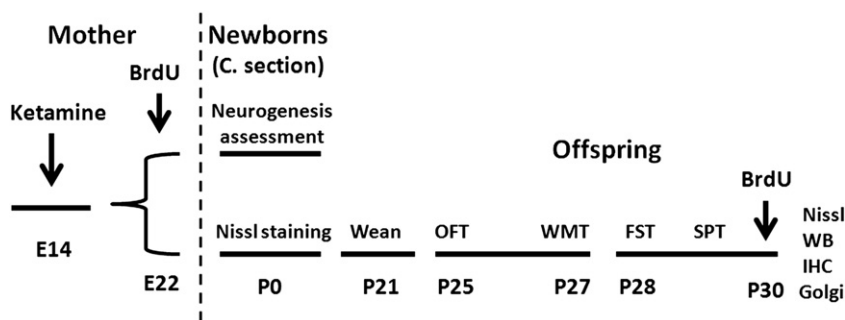 Mother
Newborns
(C. section)
BrdU
Ketamine
Neurogenesis
assessment
Offspring
BrdU
Nissl staining Wean OFT WMT FST SPT
Nissl
WB
IHC
Golgi
E14
E22 P0 P21 P25 P27 P28 P30